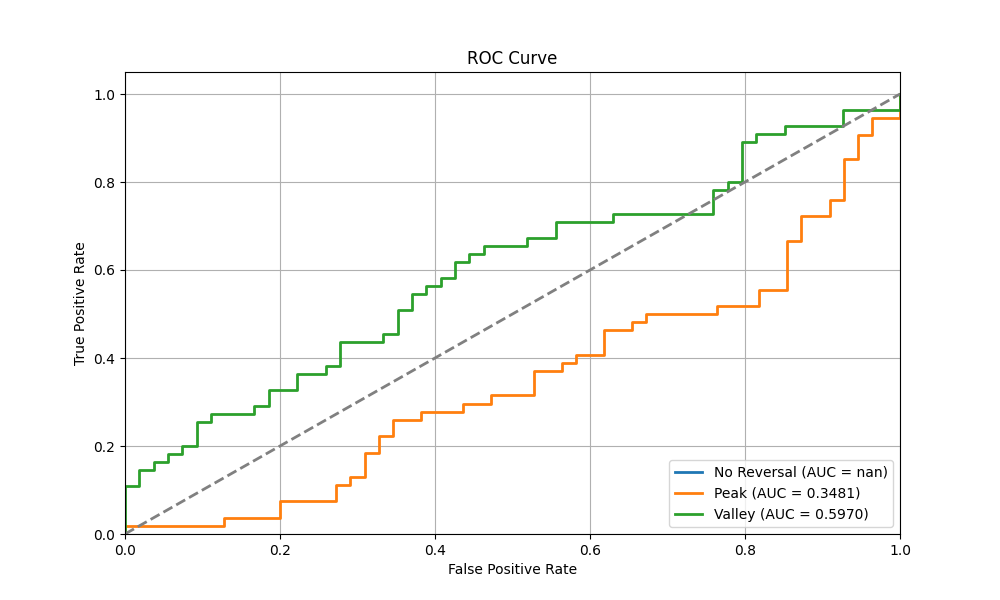 ROC Curve
1.0
0.8
0.6
0.4
0.2
0.0
True Positive Rate
0.0 0.2 0.4 0.6 0.8 1.0
False Positive Rate
No Reversal (AUC = nan)
Peak (AUC = 0.3481)
Valley (AUC = 0.5970)